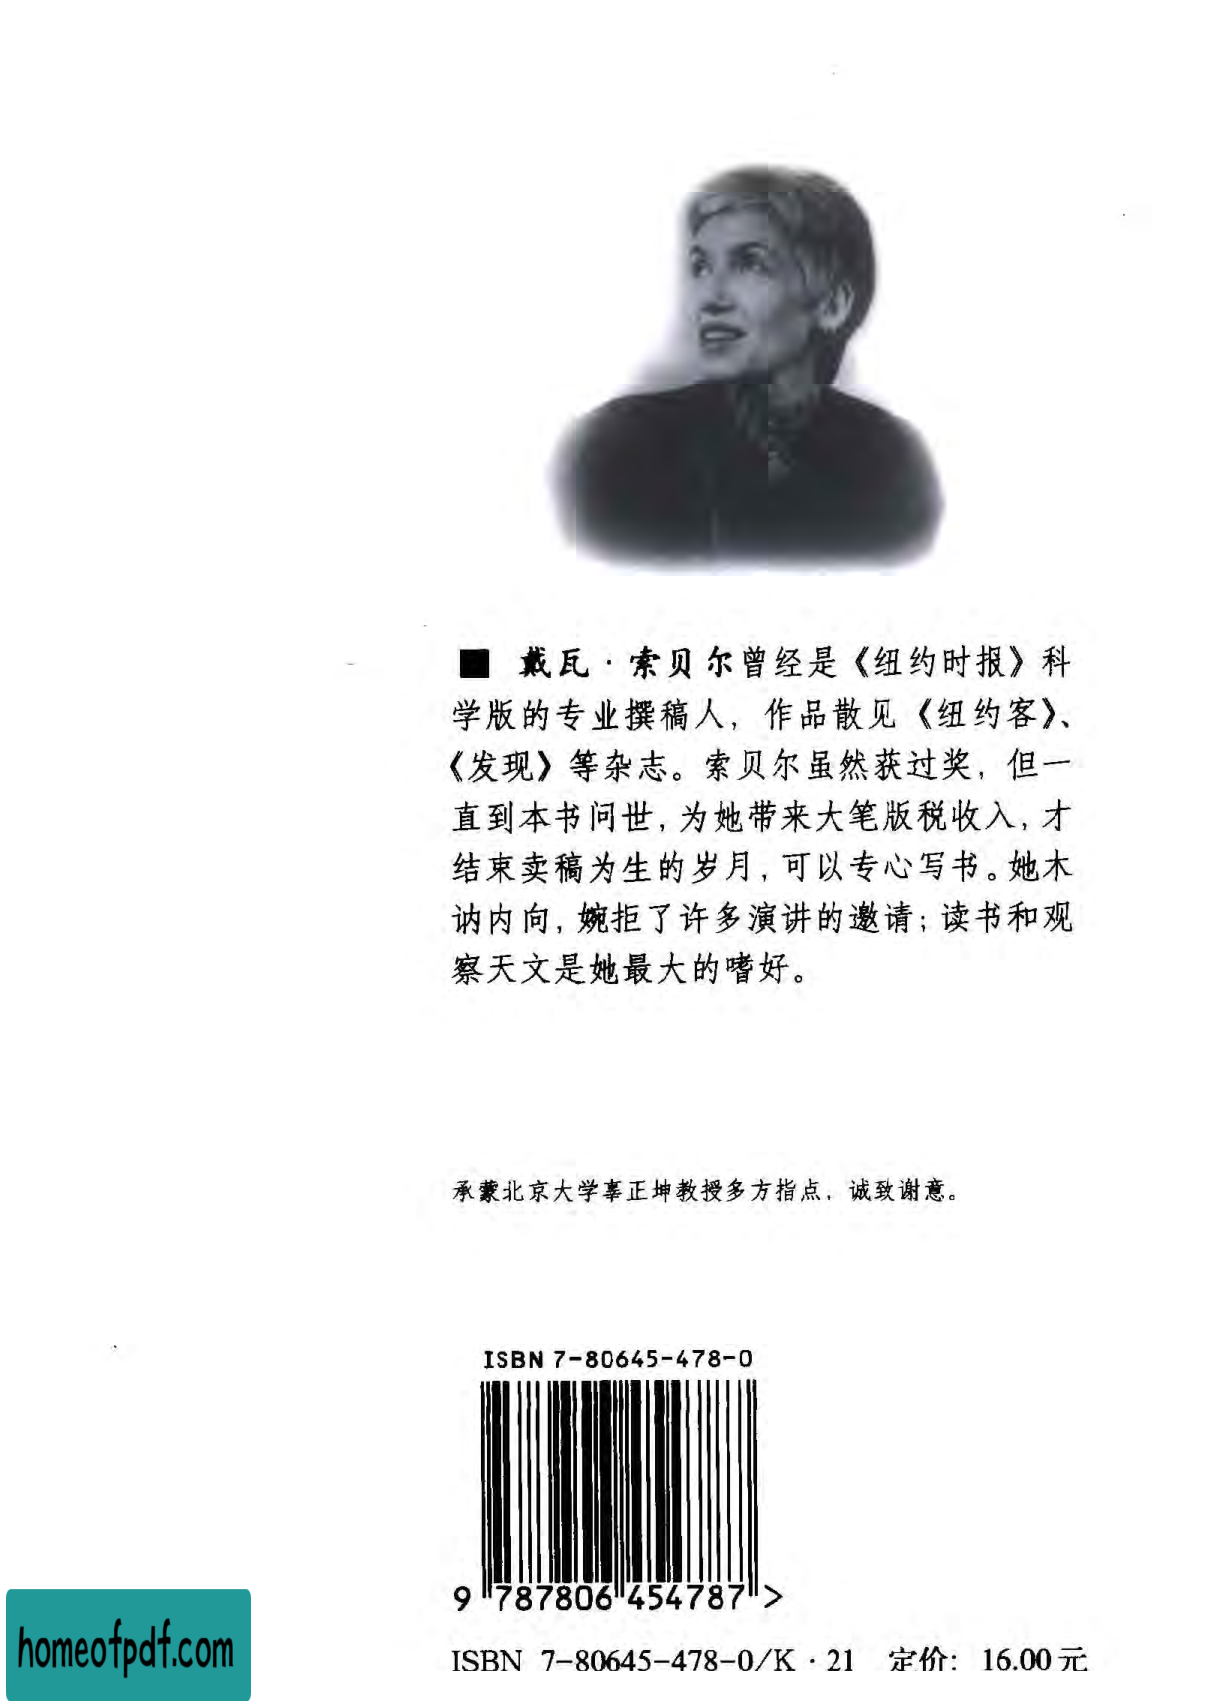 ■ 戴瓦·索贝尔曾经是《纽约时报》科
学版的专业撰稿人，作品散见《纽约客》、
《发现》等杂志。索贝尔虽然获过奖，但一
直到本书问世，为她带来大笔版税收入，才
结束卖稿为生的岁月，可以专心写书。她木
讷内向，婉拒了许多演讲的邀请；读书和观
察天文是她最大的嗜好。
承蒙北京大学辜正坤教授多方指点，诚致谢意。
ISBN 7-80645-478-0
9 787806 454787 >
ISBN 7-80645-478-0/K·21 定价：16.00元
homeofpdf.com